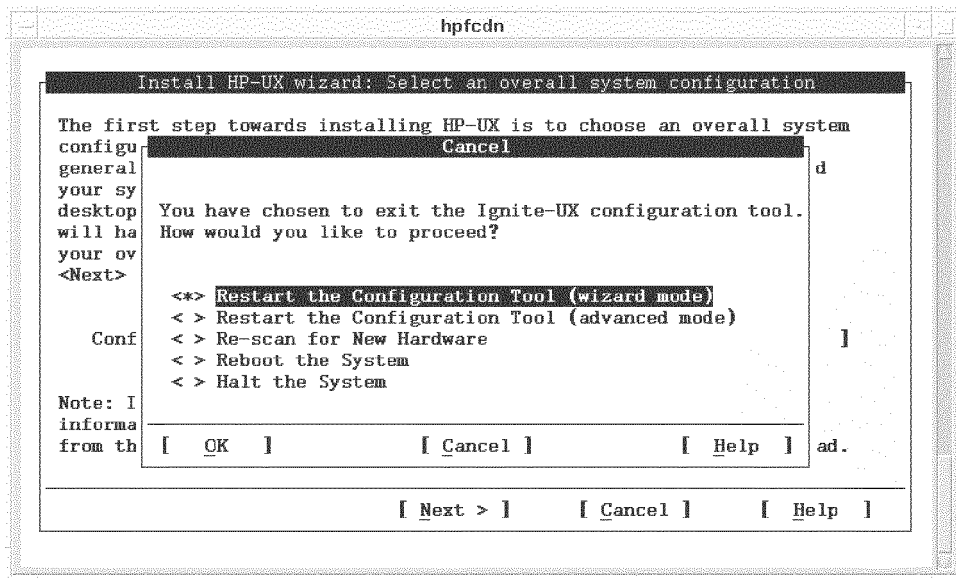 hpfcdn
Install HP-UX wizard: Select an overall system configuration
The first step towards installing HP-UX is to choose an overall system
configu
general d
your sy
desktop
will ha
your ov
<Next>
Conf ]
Note: I
informa
from th ad.
Cancel
You have chosen to exit the Ignite-UX configuration tool.
How would you like to proceed?
<*> Restart the Configuration Tool (wizard mode)
< > Restart the Configuration Tool (advanced mode)
< > Re-scan for New Hardware
< > Reboot the System
< > Halt the System
[ OK ] [ Cancel ] [ Help ]
[ Next > ] [ Cancel ] [ Help ]